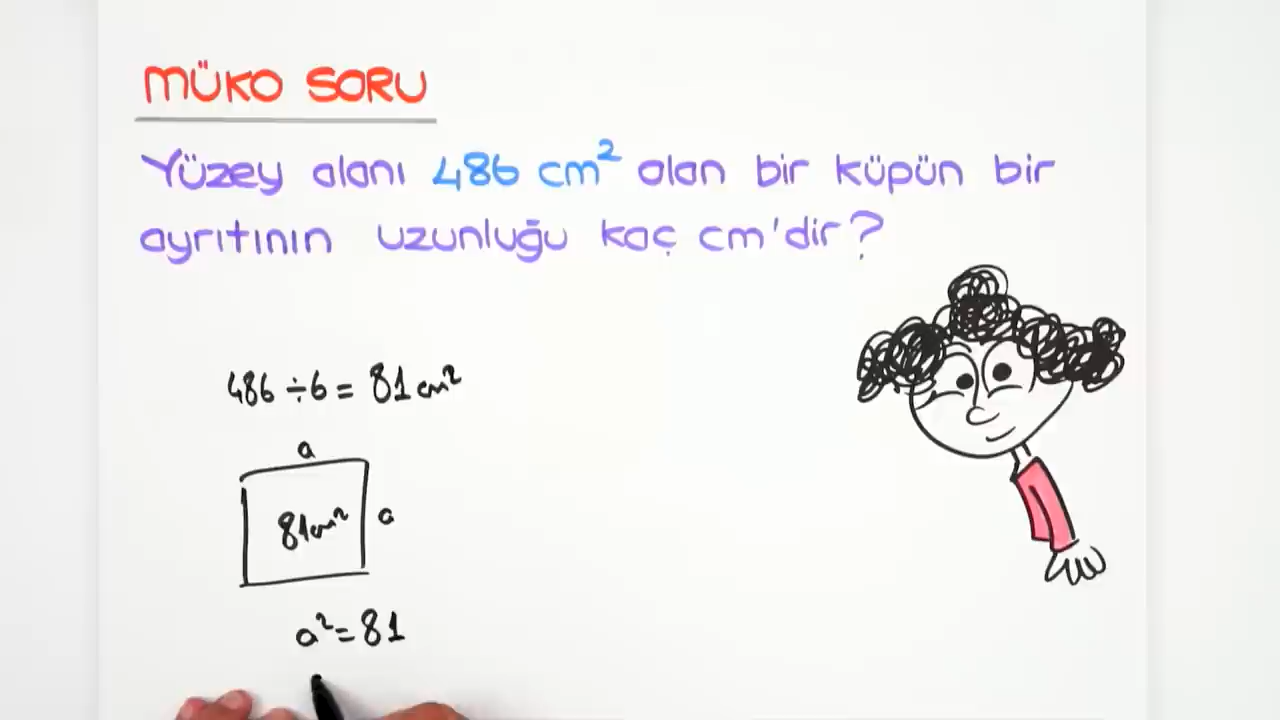 MÜKO SORU
Yüzey alanı 486 cm² olan bir küpün bir
ayrıtının uzunluğu kaç cm'dir?
486 ÷ 6 = 81 cm²
a
81 cm²
a
a² = 81